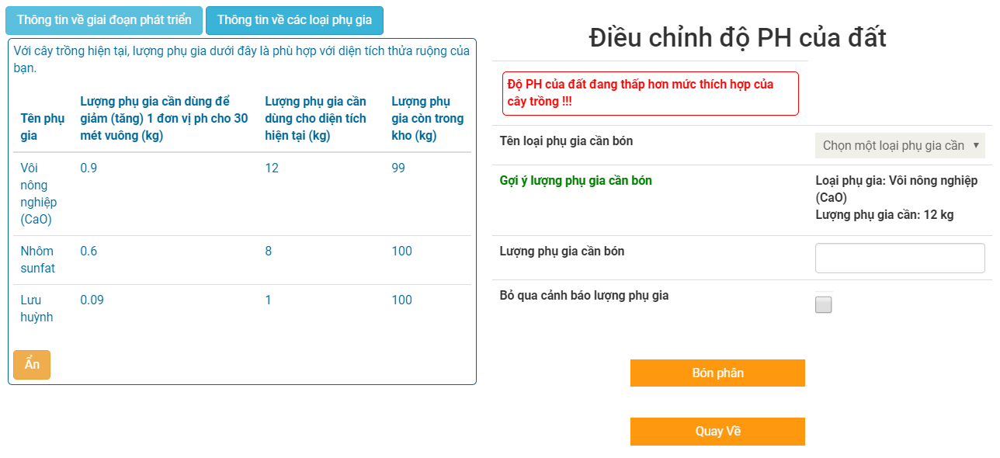 Thông tin về giai đoạn phát triển
Thông tin về các loại phụ gia
Với cây trồng hiện tại, lượng phụ gia dưới đây là phù hợp với diện tích thửa ruộng của
bạn.
Tên phụ
gia
Lượng phụ gia cần dùng để
giảm (tăng) 1 đơn vị ph cho 30
mét vuông (kg)
Lượng phụ gia cần
dùng cho diện tích
hiện tại (kg)
Lượng phụ
gia còn trong
kho (kg)
Vôi
nông
nghiệp
(CaO)
0.9
12
99
Nhôm
sunfat
0.6
8
100
Lưu
huỳnh
0.09
1
100
Ẩn
Điều chỉnh độ PH của đất
Độ PH của đất đang thấp hơn mức thích hợp của
cây trồng !!!
Tên loại phụ gia cần bón
Chọn một loại phụ gia cần
Gợi ý lượng phụ gia cần bón
Loại phụ gia: Vôi nông nghiệp
(CaO)
Lượng phụ gia cần: 12 kg
Lượng phụ gia cần bón
Bỏ qua cảnh báo lượng phụ gia
Bón phân
Quay Về